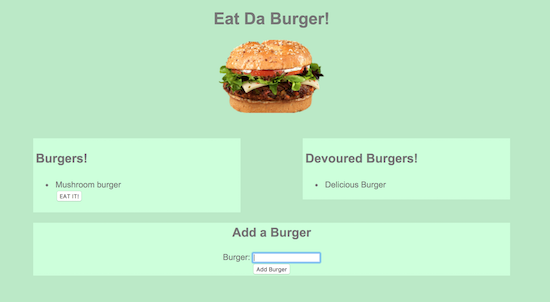 Eat Da Burger!
Burgers!
Mushroom burger
EAT IT!
Devoured Burgers!
Delicious Burger
Add a Burger
Burger:
Add Burger